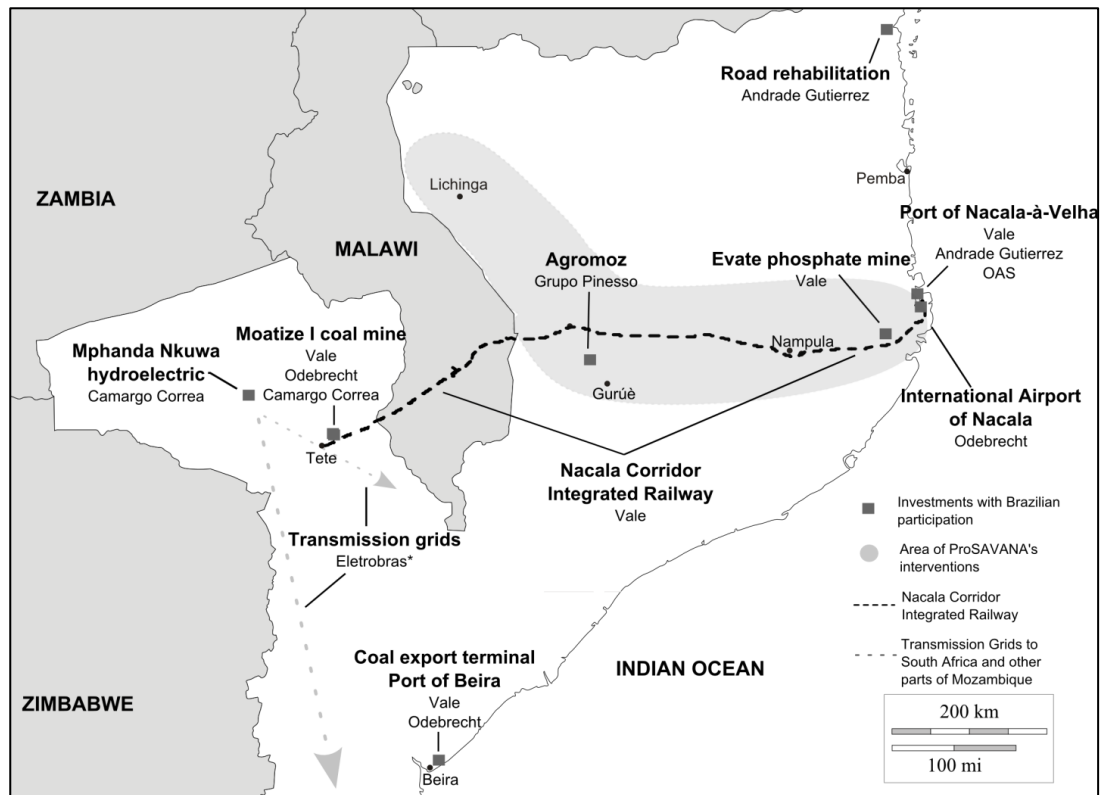 Road rehabilitation
Andrade Gutierrez
Pemba
Lichinga
ZAMBIA
Port of Nacala-à-Velha
Vale
Andrade Gutierrez
OAS
MALAWI
Agromoz
Grupo Pinesso
Evate phosphate mine
Vale
Moatize I coal mine
Vale
Odebrecht
Camargo Correa
Mphanda Nkuwa
hydroelectric
Camargo Correa
Nampula
Gurúè
International Airport
of Nacala
Odebrecht
Tete
Nacala Corridor
Integrated Railway
Vale
Transmission grids
Eletrobras*
Investments with Brazilian
participation
Area of ProSAVANA's
interventions
Nacala Corridor
Integrated Railway
Transmission Grids to
South Africa and other
parts of Mozambique
Coal export terminal
Port of Beira
Vale
Odebrecht
INDIAN OCEAN
ZIMBABWE
Beira
200 km
100 mi